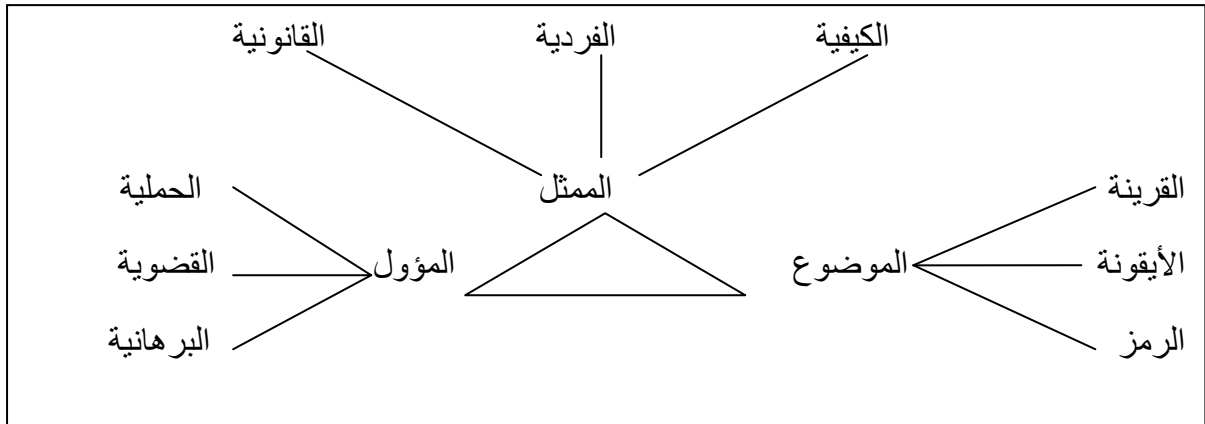 الكيفية الفردية القانونية
القرينة الممثل الحملية
الأيقونة الموضوع المؤول القضوية
الرمز البرهانية